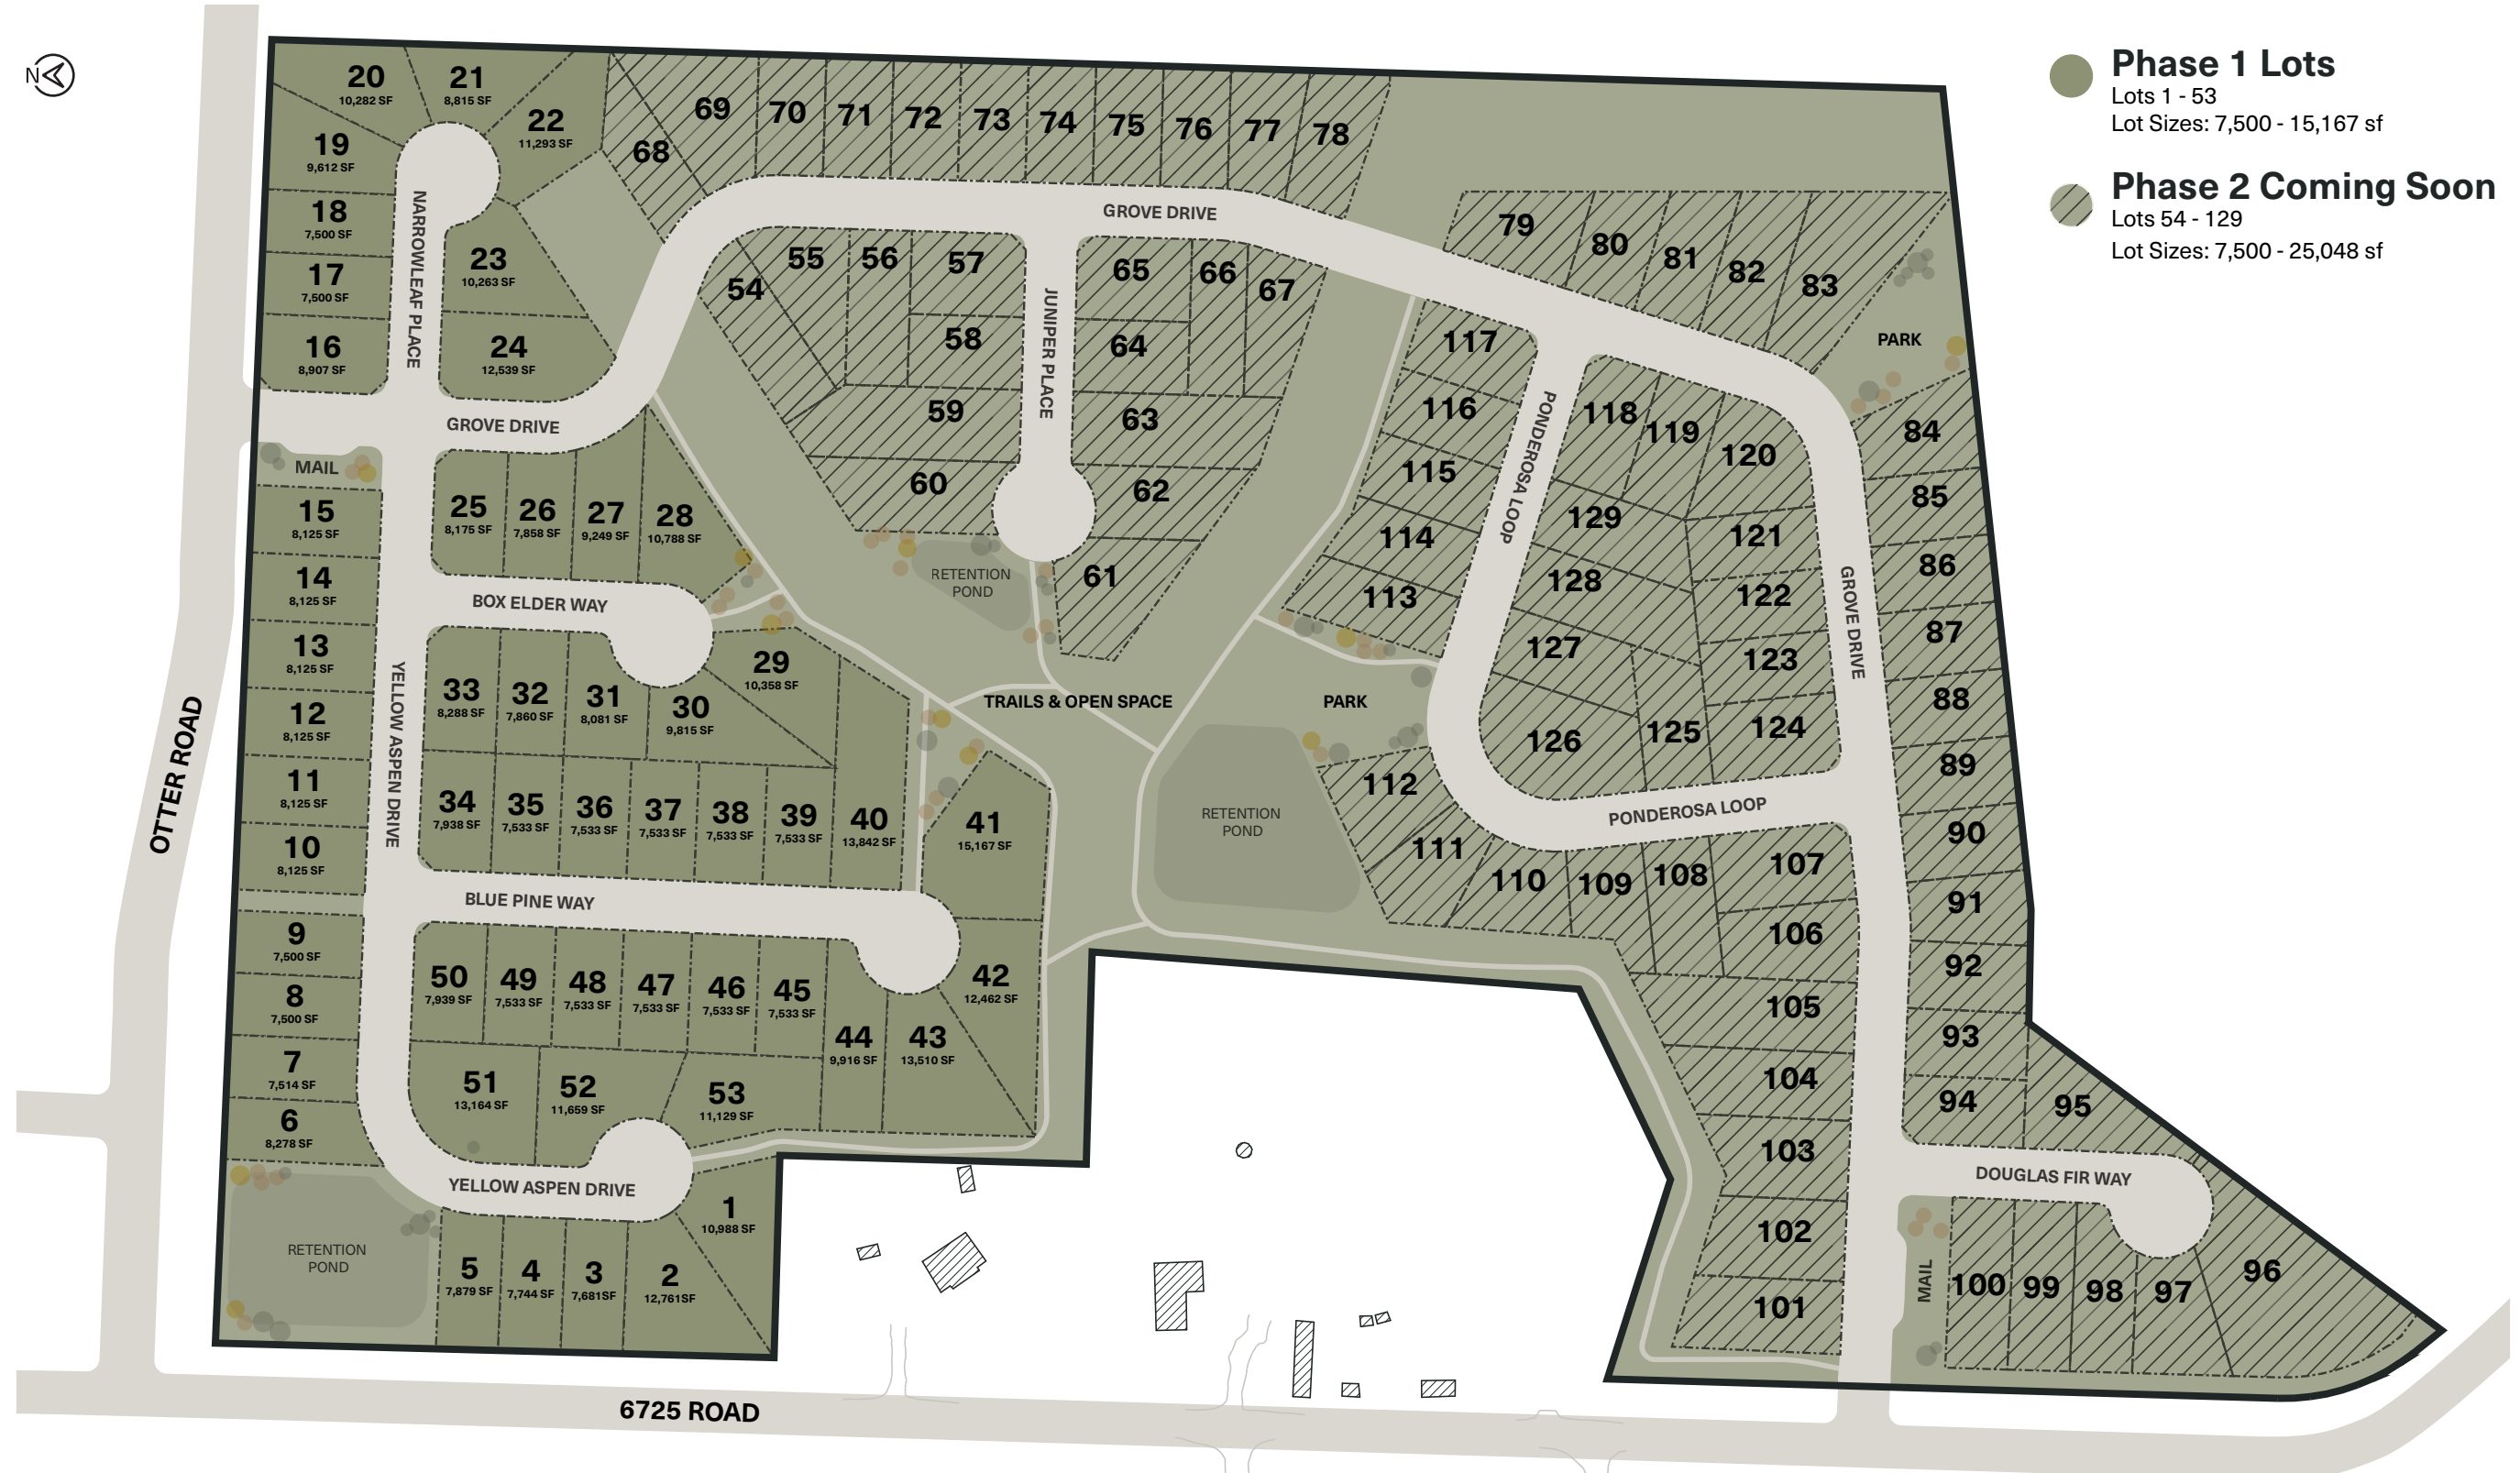 N
Phase 1 Lots
Lots 1 - 53
Lot Sizes: 7,500 - 15,167 sf
Phase 2 Coming Soon
Lots 54 - 129
Lot Sizes: 7,500 - 25,048 sf
20
10,282 SF
21
8,815 SF
22
11,293 SF
19
9,612 SF
18
7,500 SF
17
7,500 SF
16
8,907 SF
NARROWLEAF PLACE
23
10,263 SF
24
12,539 SF
68
69
70
71
72
73
74
75
76
77
78
GROVE DRIVE
79
80
81
82
83
PARK
54
55
56
57
58
59
60
JUNIPER PLACE
65
66
67
64
63
62
61
RETENTION
POND
117
116
115
114
113
PONDEROSA LOOP
118
119
120
129
121
128
122
127
123
126
125
124
GROVE DRIVE
84
85
86
87
88
89
90
91
92
93
94
95
GROVE DRIVE
MAIL
15
8,125 SF
14
8,125 SF
13
8,125 SF
12
8,125 SF
11
8,125 SF
10
8,125 SF
9
7,500 SF
8
7,500 SF
7
7,514 SF
6
8,278 SF
OTTER ROAD
YELLOW ASPEN DRIVE
25
8,175 SF
26
7,858 SF
27
9,249 SF
28
10,788 SF
BOX ELDER WAY
33
8,288 SF
32
7,860 SF
31
8,081 SF
30
9,815 SF
29
10,358 SF
34
7,938 SF
35
7,533 SF
36
7,533 SF
37
7,533 SF
38
7,533 SF
39
7,533 SF
40
13,842 SF
41
15,167 SF
TRAILS & OPEN SPACE
PARK
RETENTION
POND
112
111
110
109
108
107
106
PONDEROSA LOOP
BLUE PINE WAY
50
7,939 SF
49
7,533 SF
48
7,533 SF
47
7,533 SF
46
7,533 SF
45
7,533 SF
44
9,916 SF
43
13,510 SF
42
12,462 SF
51
13,164 SF
52
11,659 SF
53
11,129 SF
YELLOW ASPEN DRIVE
RETENTION
POND
5
7,879 SF
4
7,744 SF
3
7,681SF
2
12,761SF
1
10,988 SF
105
104
103
102
101
DOUGLAS FIR WAY
MAIL
100
99
98
97
96
6725 ROAD